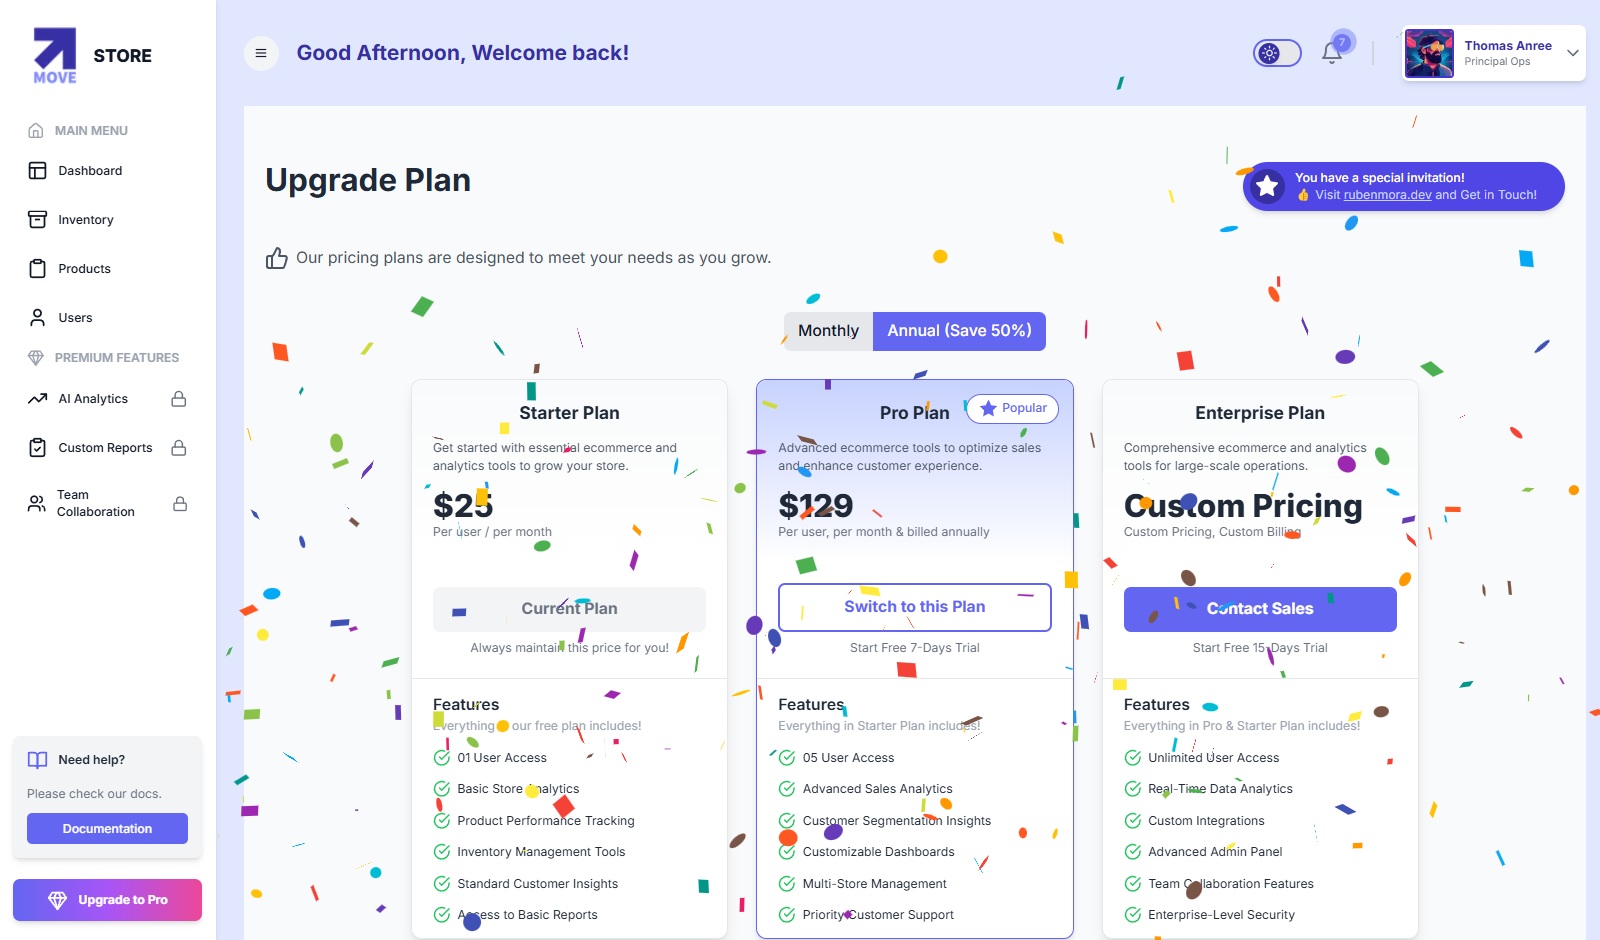 MOVE
STORE
MAIN MENU
Dashboard
Inventory
Products
Users
PREMIUM FEATURES
AI Analytics
Custom Reports
Team
Collaboration
Need help?
Please check our docs.
Documentation
Upgrade to Pro
Good Afternoon, Welcome back!
7
Thomas Anree
Principal Ops
Upgrade Plan
You have a special invitation!
👍 Visit rubenmora.dev and Get in Touch!
Our pricing plans are designed to meet your needs as you grow.
Monthly
Annual (Save 50%)
Starter Plan
Get started with essential ecommerce and
analytics tools to grow your store.
$25
Per user / per month
Current Plan
Always maintain this price for you!
Features
Everything our free plan includes!
01 User Access
Basic Store Analytics
Product Performance Tracking
Inventory Management Tools
Standard Customer Insights
Access to Basic Reports
Pro Plan
Popular
Advanced ecommerce tools to optimize sales
and enhance customer experience.
$129
Per user, per month & billed annually
Switch to this Plan
Start Free 7-Days Trial
Features
Everything in Starter Plan includes!
05 User Access
Advanced Sales Analytics
Customer Segmentation Insights
Customizable Dashboards
Multi-Store Management
Priority Customer Support
Enterprise Plan
Comprehensive ecommerce and analytics
tools for large-scale operations.
Custom Pricing
Custom Pricing, Custom Billing
Contact Sales
Start Free 15-Days Trial
Features
Everything in Pro & Starter Plan includes!
Unlimited User Access
Real-Time Data Analytics
Custom Integrations
Advanced Admin Panel
Team Collaboration Features
Enterprise-Level Security